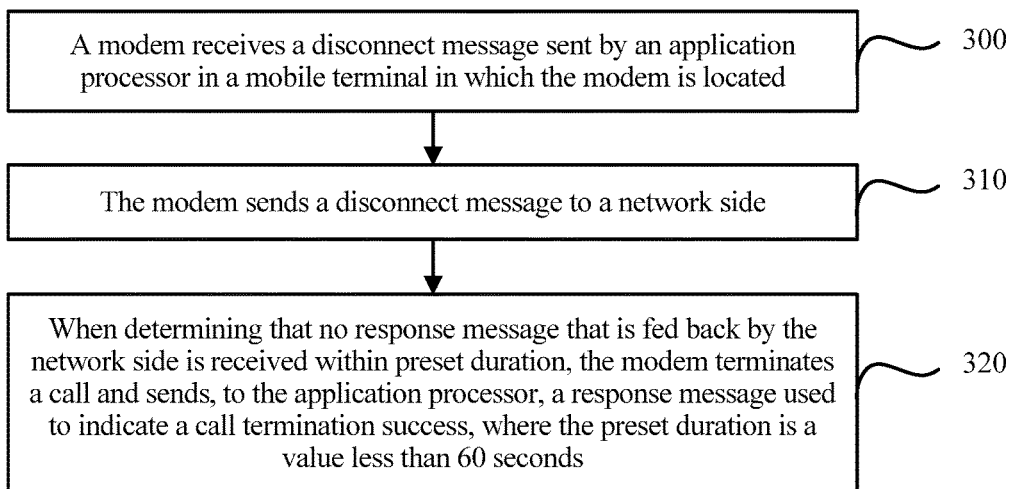 A modem receives a disconnect message sent by an application
processor in a mobile terminal in which the modem is located
300
The modem sends a disconnect message to a network side
310
When determining that no response message that is fed back by the
network side is received within preset duration, the modem terminates
a call and sends, to the application processor, a response message used
to indicate a call termination success, where the preset duration is a
value less than 60 seconds
320